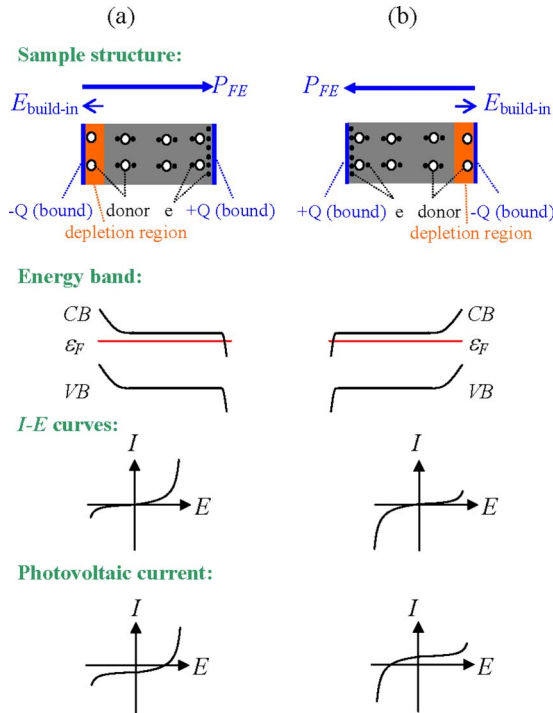 (a) (b)
Sample structure:
P_FE P_FE
E_build-in E_build-in
-Q (bound) donor e +Q (bound) +Q (bound) e donor -Q (bound)
depletion region depletion region
Energy band:
CB CB
ε_F ε_F
VB VB
I-E curves:
I I
E E
Photovoltaic current:
I I
E E